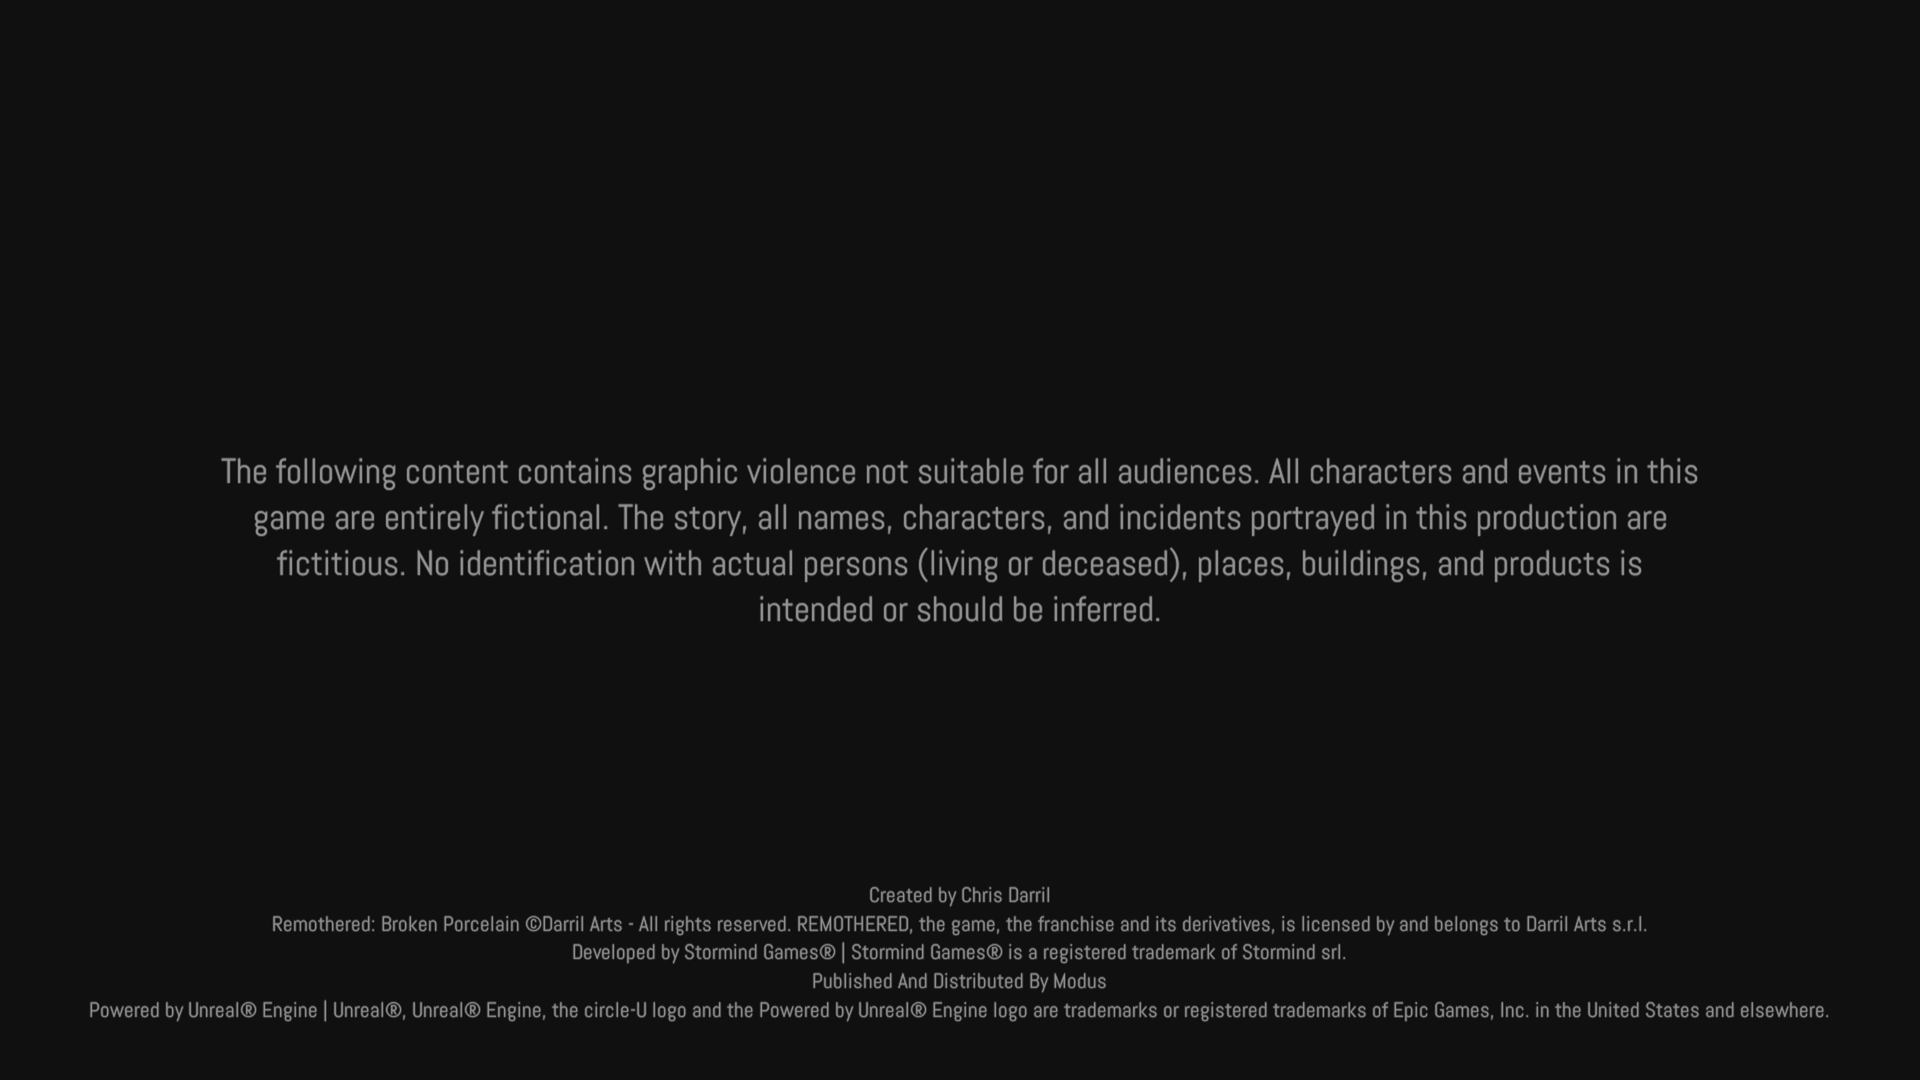 The following content contains graphic violence not suitable for all audiences. All characters and events in this
game are entirely fictional. The story, all names, characters, and incidents portrayed in this production are
fictitious. No identification with actual persons (living or deceased), places, buildings, and products is
intended or should be inferred.
Created by Chris Darril
Remothered: Broken Porcelain ©Darril Arts - All rights reserved. REMOTHERED, the game, the franchise and its derivatives, is licensed by and belongs to Darril Arts s.r.l.
Developed by Stormind Games® | Stormind Games® is a registered trademark of Stormind srl.
Published And Distributed By Modus
Powered by Unreal® Engine | Unreal®, Unreal® Engine, the circle-U logo and the Powered by Unreal® Engine logo are trademarks or registered trademarks of Epic Games, Inc. in the United States and elsewhere.